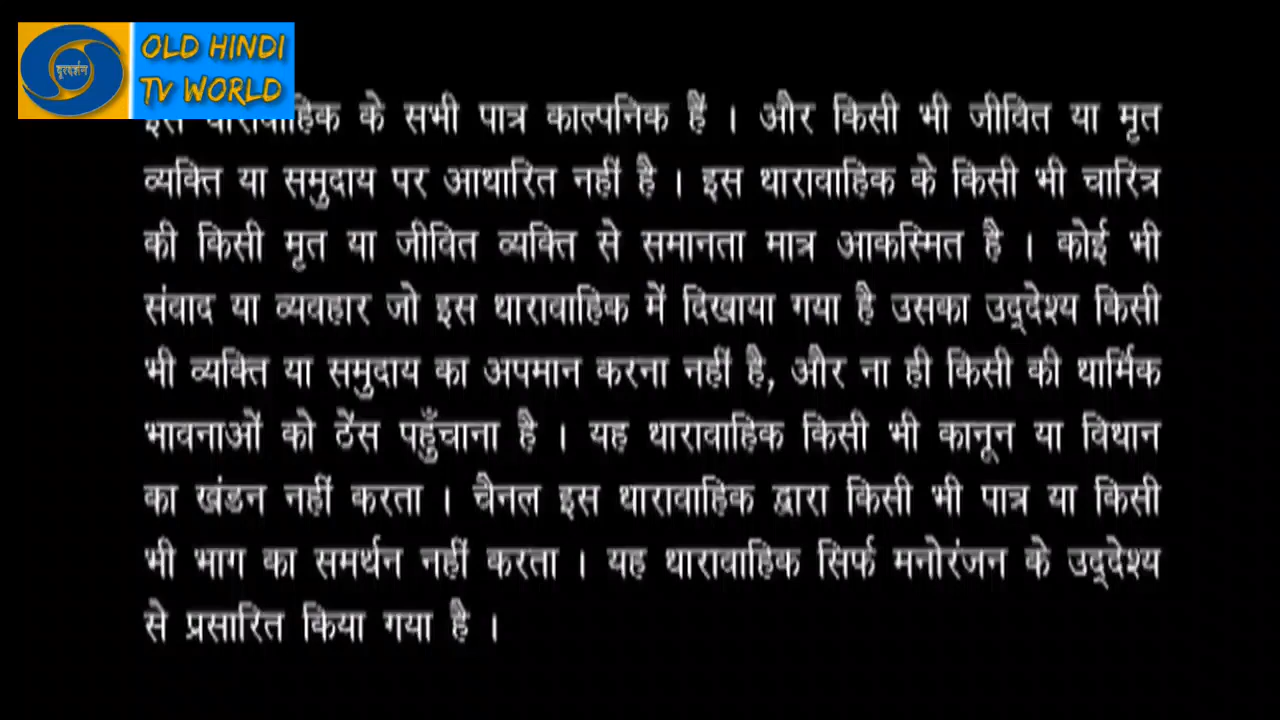 दूरदर्शन
OLD HINDI
TV WORLD
इस धारावाहिक के सभी पात्र काल्पनिक हैं । और किसी भी जीवित या मृत
व्यक्ति या समुदाय पर आधारित नहीं है । इस धारावाहिक के किसी भी चारित्र
की किसी मृत या जीवित व्यक्ति से समानता मात्र आकस्मित है । कोई भी
संवाद या व्यवहार जो इस धारावाहिक में दिखाया गया है उसका उद्देश्य किसी
भी व्यक्ति या समुदाय का अपमान करना नहीं है, और ना ही किसी की धार्मिक
भावनाओं को ठेस पहुँचाना है । यह धारावाहिक किसी भी कानून या विधान
का खंडन नहीं करता । चैनल इस धारावाहिक द्वारा किसी भी पात्र या किसी
भी भाग का समर्थन नहीं करता । यह धारावाहिक सिर्फ मनोरंजन के उद्देश्य
से प्रसारित किया गया है ।